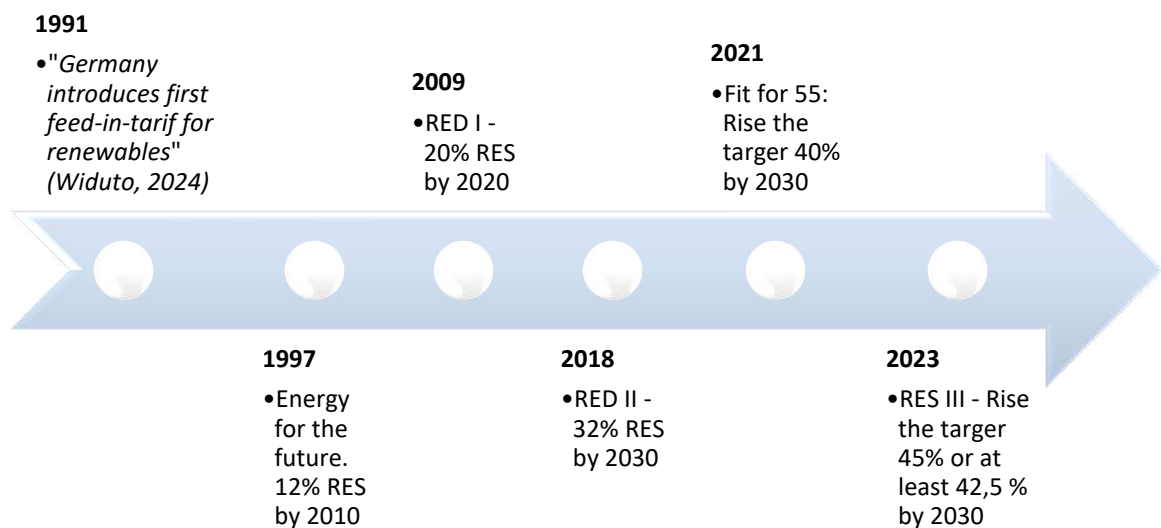 1991
•"Germany
introduces first
feed-in-tarif for
renewables"
(Widuto, 2024)
1997
•Energy
for the
future.
12% RES
by 2010
2009
•RED I -
20% RES
by 2020
2018
•RED II -
32% RES
by 2030
2021
•Fit for 55:
Rise the
targer 40%
by 2030
2023
•RES III - Rise
the targer
45% or at
least 42,5 %
by 2030